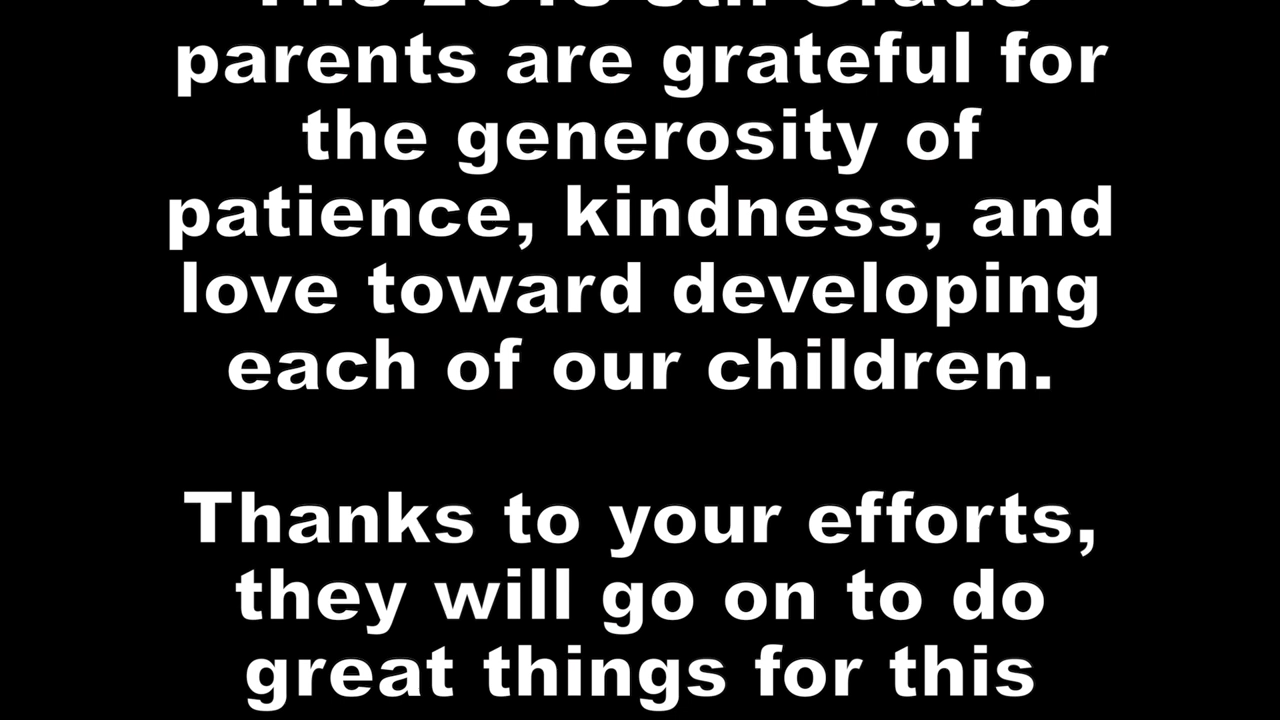 parents are grateful for
the generosity of
patience, kindness, and
love toward developing
each of our children.
Thanks to your efforts,
they will go on to do
great things for this